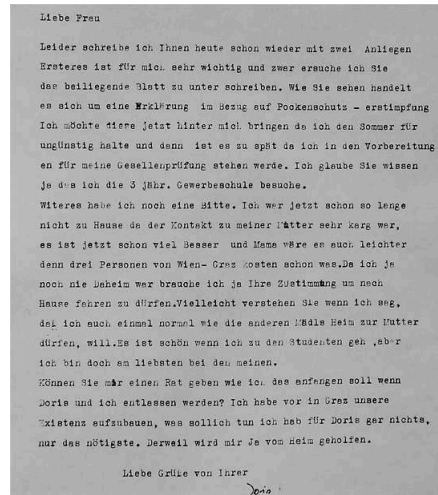 Liebe Frau
Leider schreibe ich Ihnen heute schon wieder mit zwei Anliegen
Ersteres ist für mich sehr wichtig und zwar ersuche ich Sie
das beiliegende Blatt zu unter schreiben. Wie Sie sehen handelt
es sich um eine Erklärung im Bezug auf Pockenschutz - erstimpfung
Ich möchte diese jetzt hinter mich bringen da ich den Sommer für
ungünstig halte und dann ist es zu spät da ich in den Vorbereitung
en für meine Gesellenprüfung stehen werde. Ich glaube Sie wissen
ja das ich die 3 jähr. Gewerbeschule besuche.
Witeres habe ich noch eine Bitte. Ich war jetzt schon so lange
nicht zu Hause da der Kontakt zu meiner Mutter sehr karg war,
es ist jetzt schon viel Besser und Mama wäre es auch leichter
denn drei Personen von Wien- Graz kosten schon was.Da ich ja
noch nie Daheim war brauche ich ja Ihre Zustimmung um nach
Hause fahren zu dürfen.Vielleicht verstehen Sie wenn ich sag,
daß ich auch einmal normal wie die anderen Mädls Heim zur Mutter
dürfen, will.Es ist schön wenn ich zu den Studenten geh ,aber
ich bin doch am liebsten bei den meinen.
Können Sie mir einen Rat geben wie ich das anfangen soll wenn
Doris und ich entlassen werden? Ich habe vor in Graz unsere
Existenz aufzubauen, was sollich tun ich hab für Doris gar nichts,
nur das nötigste. Derweil wird mir Ja vom Heim geholfen.
Liebe Grüße von Ihrer